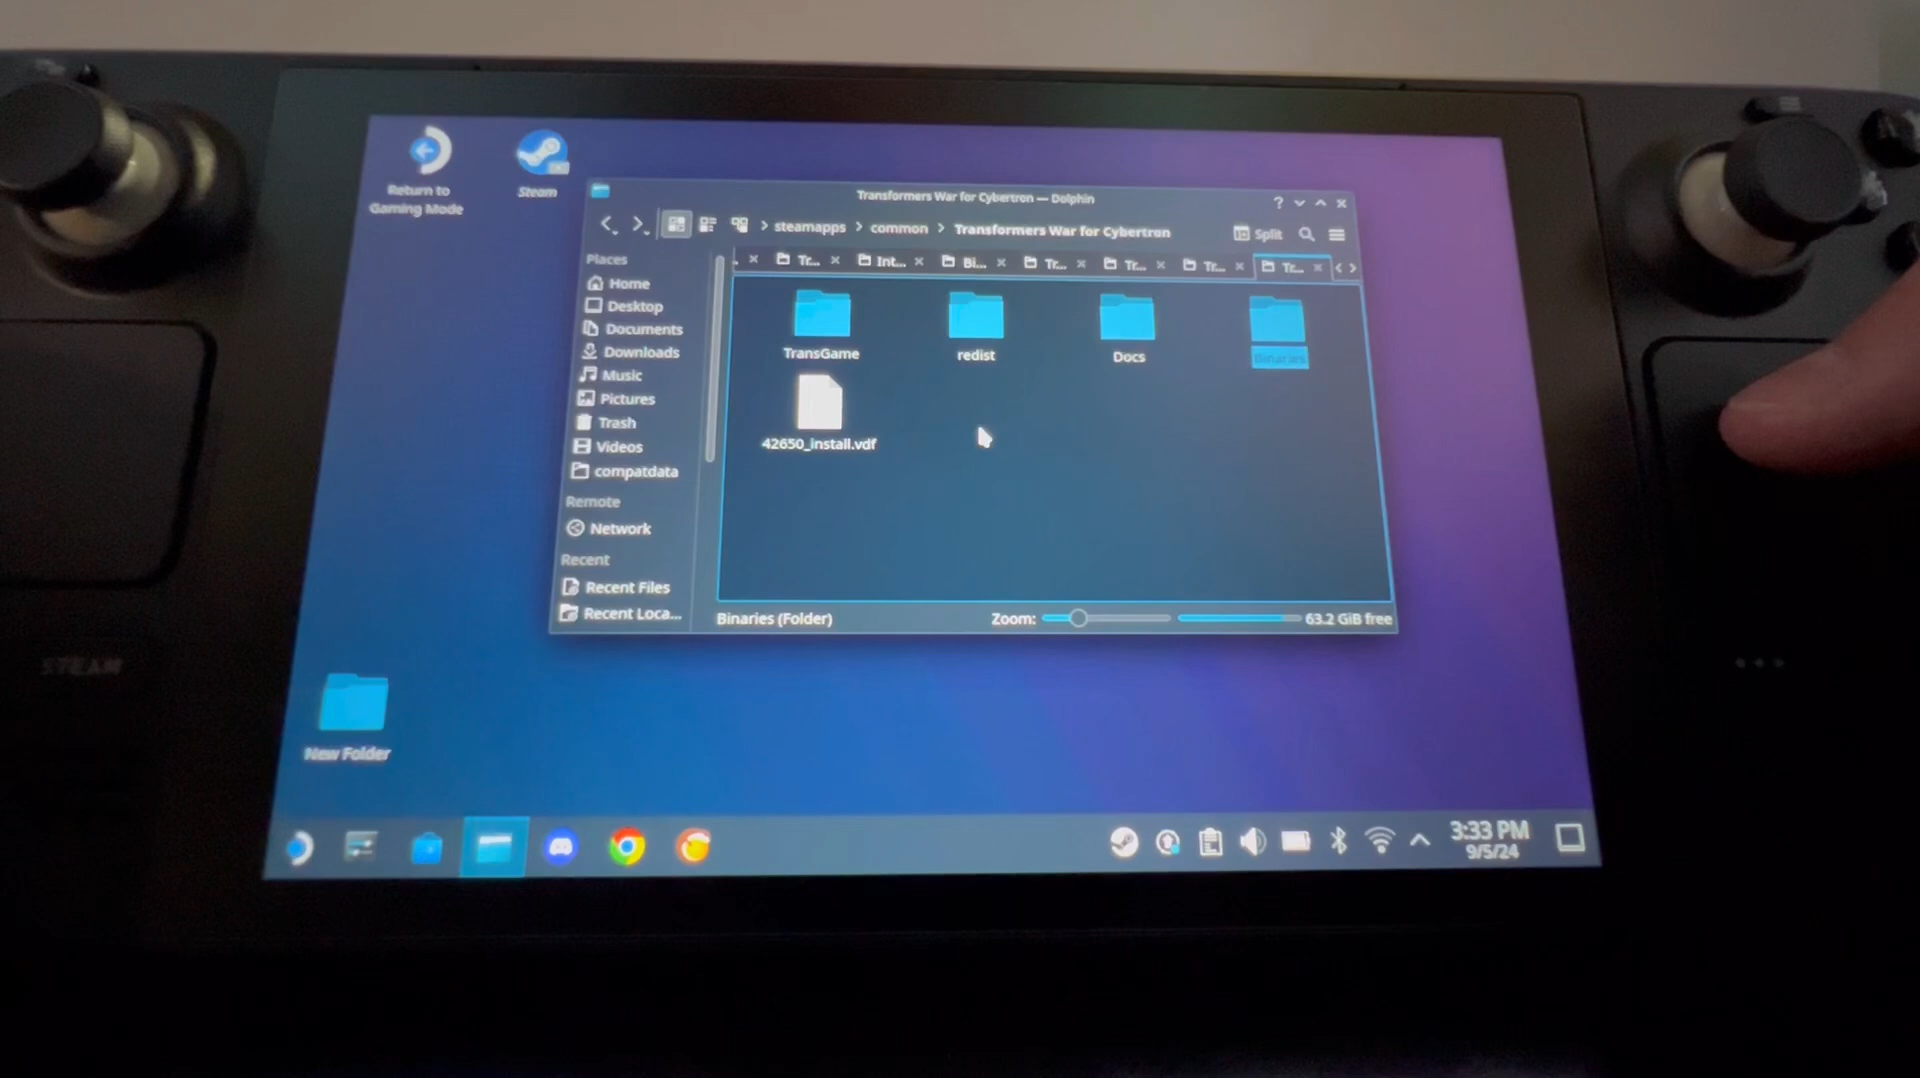 Return to
Gaming Mode
Steam
Transformers War for Cybertron — Dolphin
?
> steamapps > common > Transformers War for Cybertron
Split
Places
Tr...
Int...
Bi...
Tr...
Tr...
Tr...
Tr...
Home
Desktop
Documents
Downloads
Music
Pictures
Trash
Videos
compatdata
Remote
Network
Recent
Recent Files
Recent Loca...
TransGame
redist
Docs
Binaries
42650_install.vdf
Binaries (Folder)
Zoom:
63.2 GiB free
STEAM
New Folder
3:33 PM
9/5/24